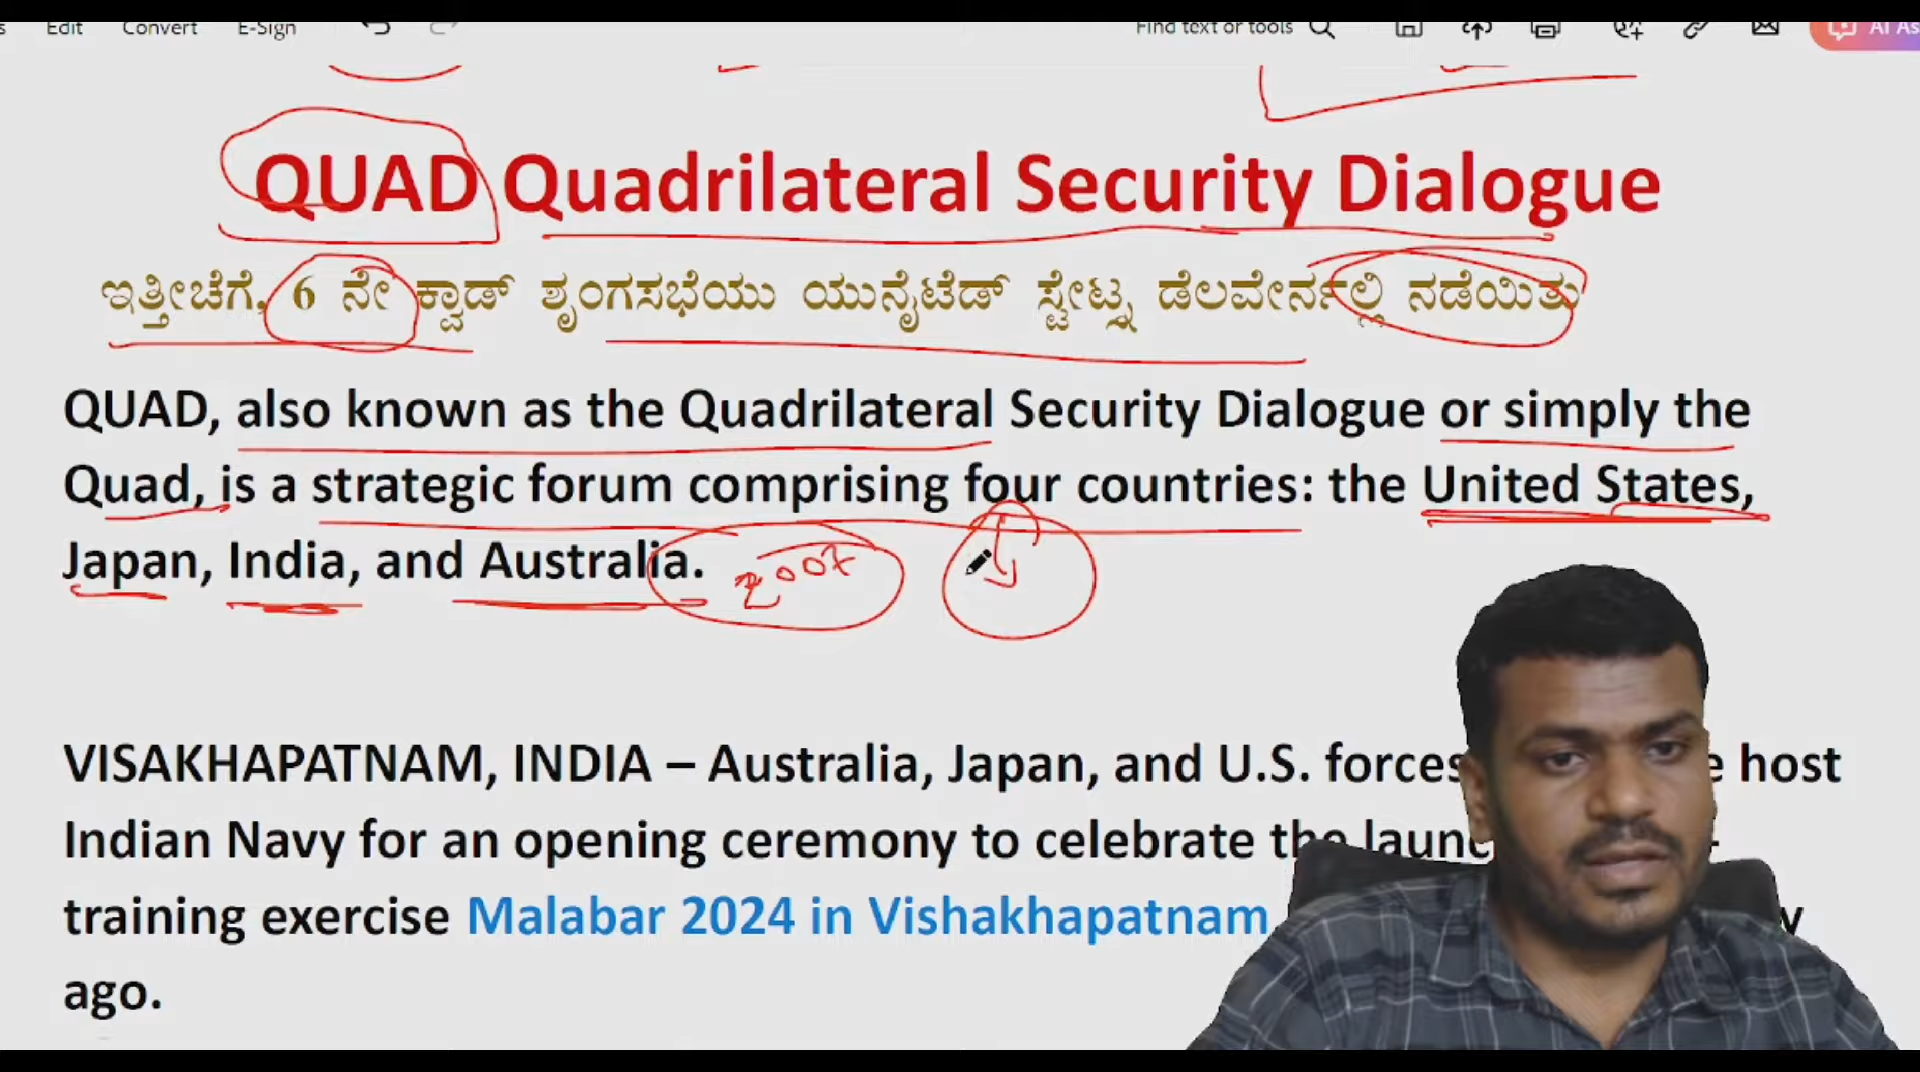 Edit Convert E-Sign Find text or tools AI As
QUAD Quadrilateral Security Dialogue
ಇತ್ತೀಚೆಗೆ, 6 ನೇ ಕ್ವಾಡ್ ಶೃಂಗಸಭೆಯು ಯುನೈಟೆಡ್ ಸ್ಟೇಟ್ಸ್ನ ಡೆಲವೇರ್ನಲ್ಲಿ ನಡೆಯಿತು
QUAD, also known as the Quadrilateral Security Dialogue or simply the
Quad, is a strategic forum comprising four countries: the United States,
Japan, India, and Australia. 2007
VISAKHAPATNAM, INDIA – Australia, Japan, and U.S. forces host
Indian Navy for an opening ceremony to celebrate the
training exercise Malabar 2024 in Vishakhapatnam
ago.